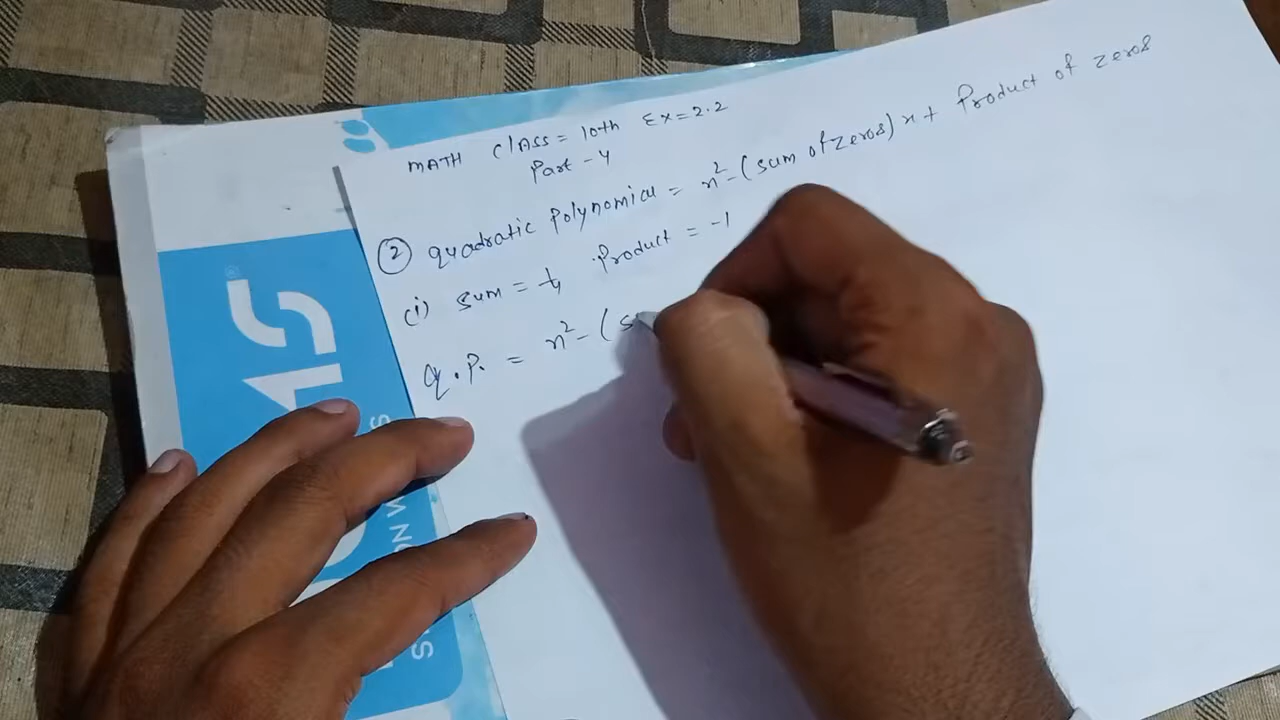 MATH Class = 10th Ex = 2.2
Part - 4
② quadratic Polynomial = x² - (sum of zeros) x + Product of zeros
(i) sum = 1/4 Product = -1
q.P. = x² - (s